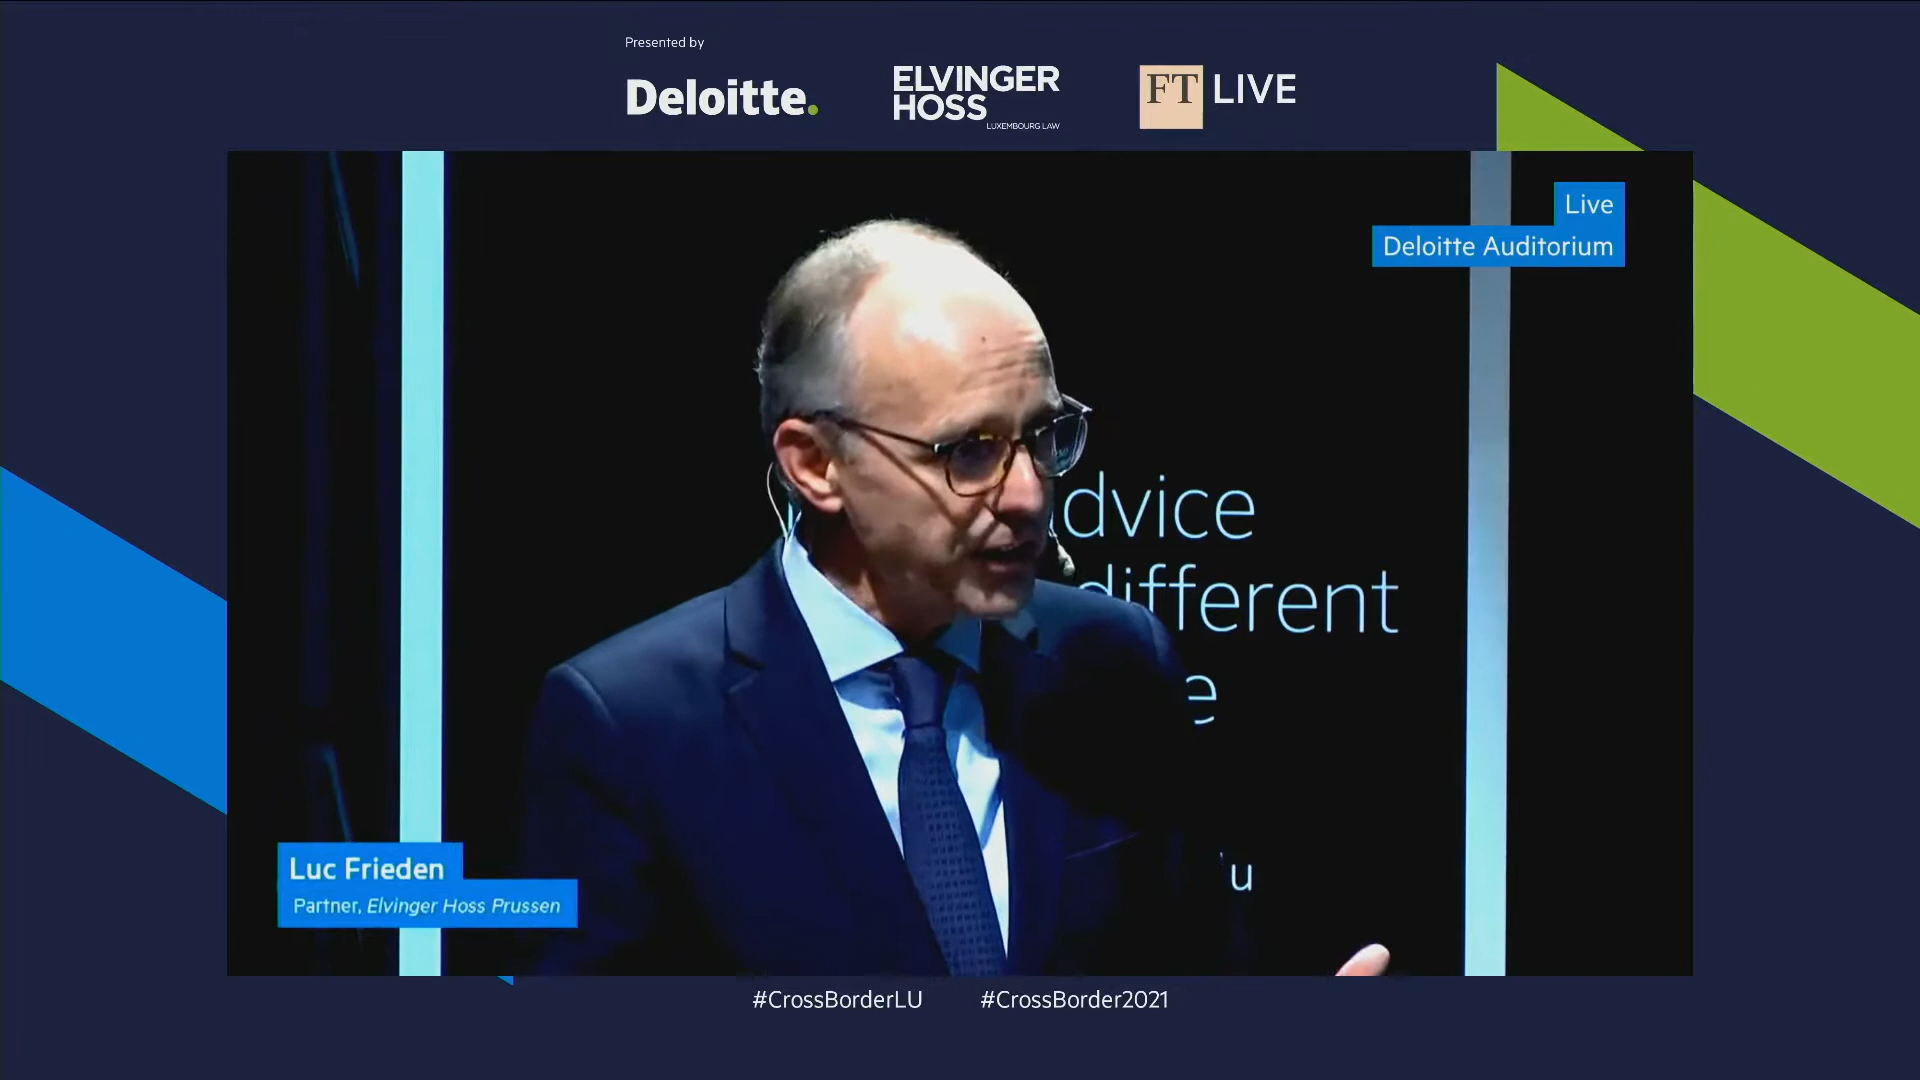 Presented by
Deloitte.
ELVINGER
HOSS
LUXEMBOURG LAW
FT LIVE
Live
Deloitte Auditorium
dvice
different
e
u
Luc Frieden
Partner, Elvinger Hoss Prussen
#CrossBorderLU #CrossBorder2021